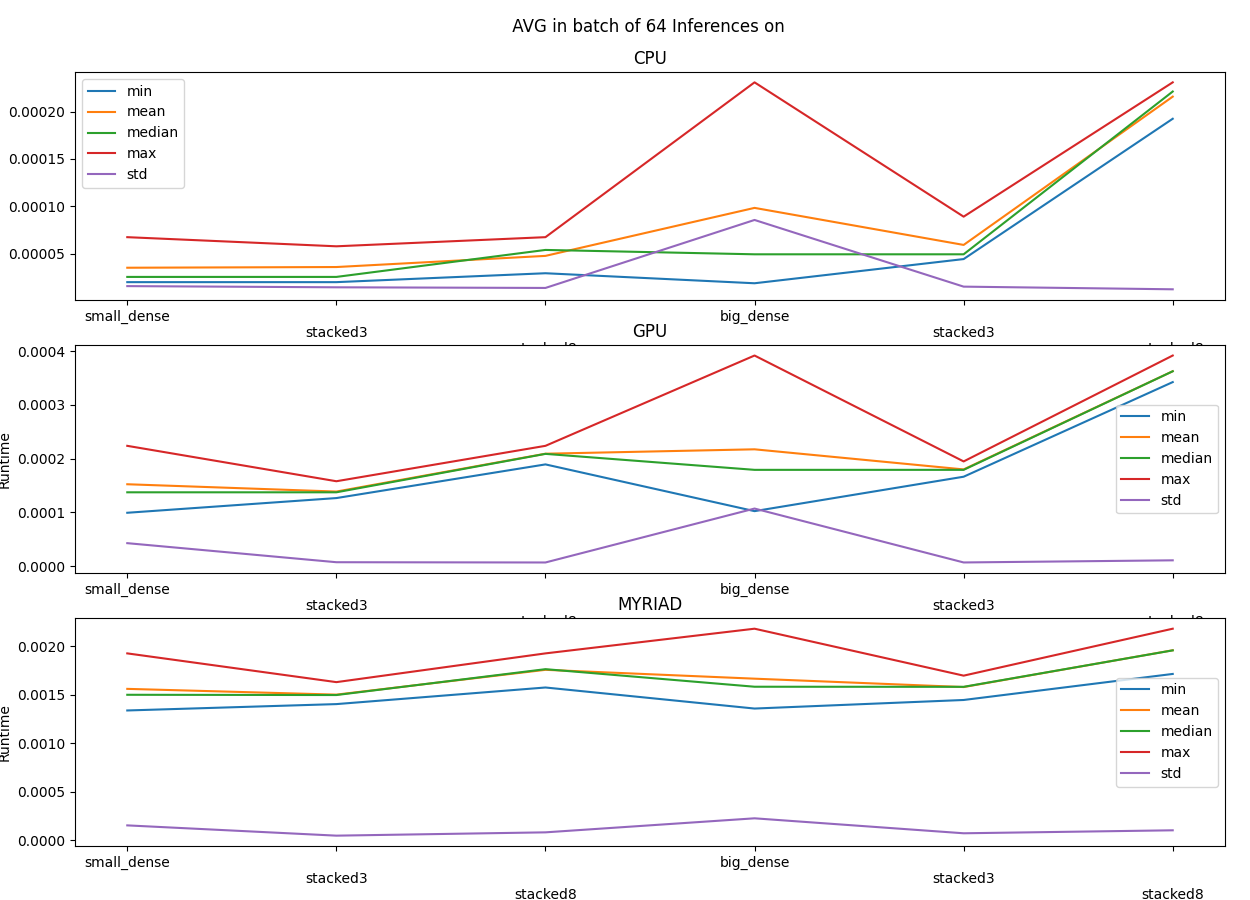 AVG in batch of 64 Inferences on
CPU
min
mean
median
max
std
0.00020
0.00015
0.00010
0.00005
small_dense
stacked3
big_dense
stacked3
GPU
Runtime
0.0004
0.0003
0.0002
0.0001
0.0000
min
mean
median
max
std
small_dense
stacked3
big_dense
stacked3
MYRIAD
Runtime
0.0020
0.0015
0.0010
0.0005
0.0000
min
mean
median
max
std
small_dense
stacked3
stacked8
big_dense
stacked3
stacked8